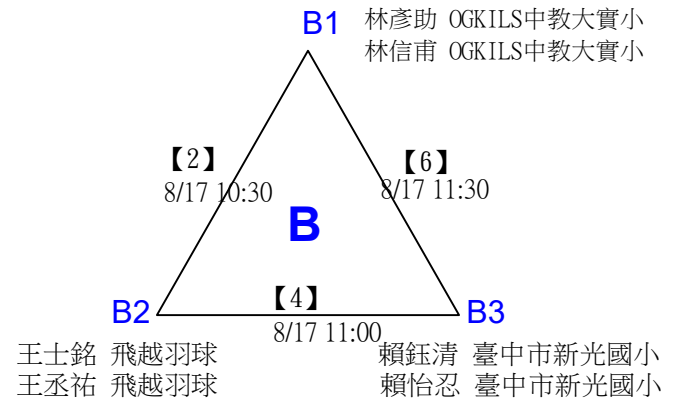 B1 林彥助 OGKILS中教大實小
林信甫 OGKILS中教大實小
【2】
8/17 10:30
【6】
8/17 11:30
B
B2
【4】
B3
8/17 11:00
王士銘 飛越羽球
賴鈺清 臺中市新光國小
王丞祐 飛越羽球
賴怡忍 臺中市新光國小